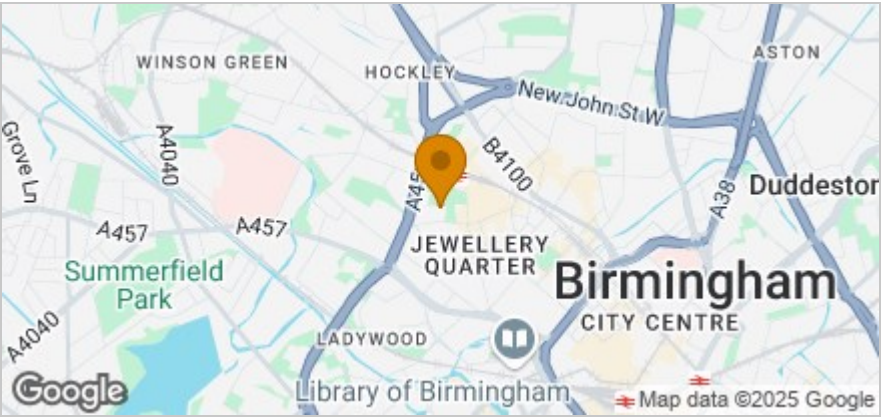 WINSON GREEN
HOCKLEY
ASTON
New John St W
Grove Ln
A4040
B4100
A45
A38
Duddeston
A457
A457
JEWELLERY
QUARTER
Summerfield
Park
Birmingham
CITY CENTRE
A4040
LADYWOOD
Library of Birmingham
Google
Map data ©2025 Google